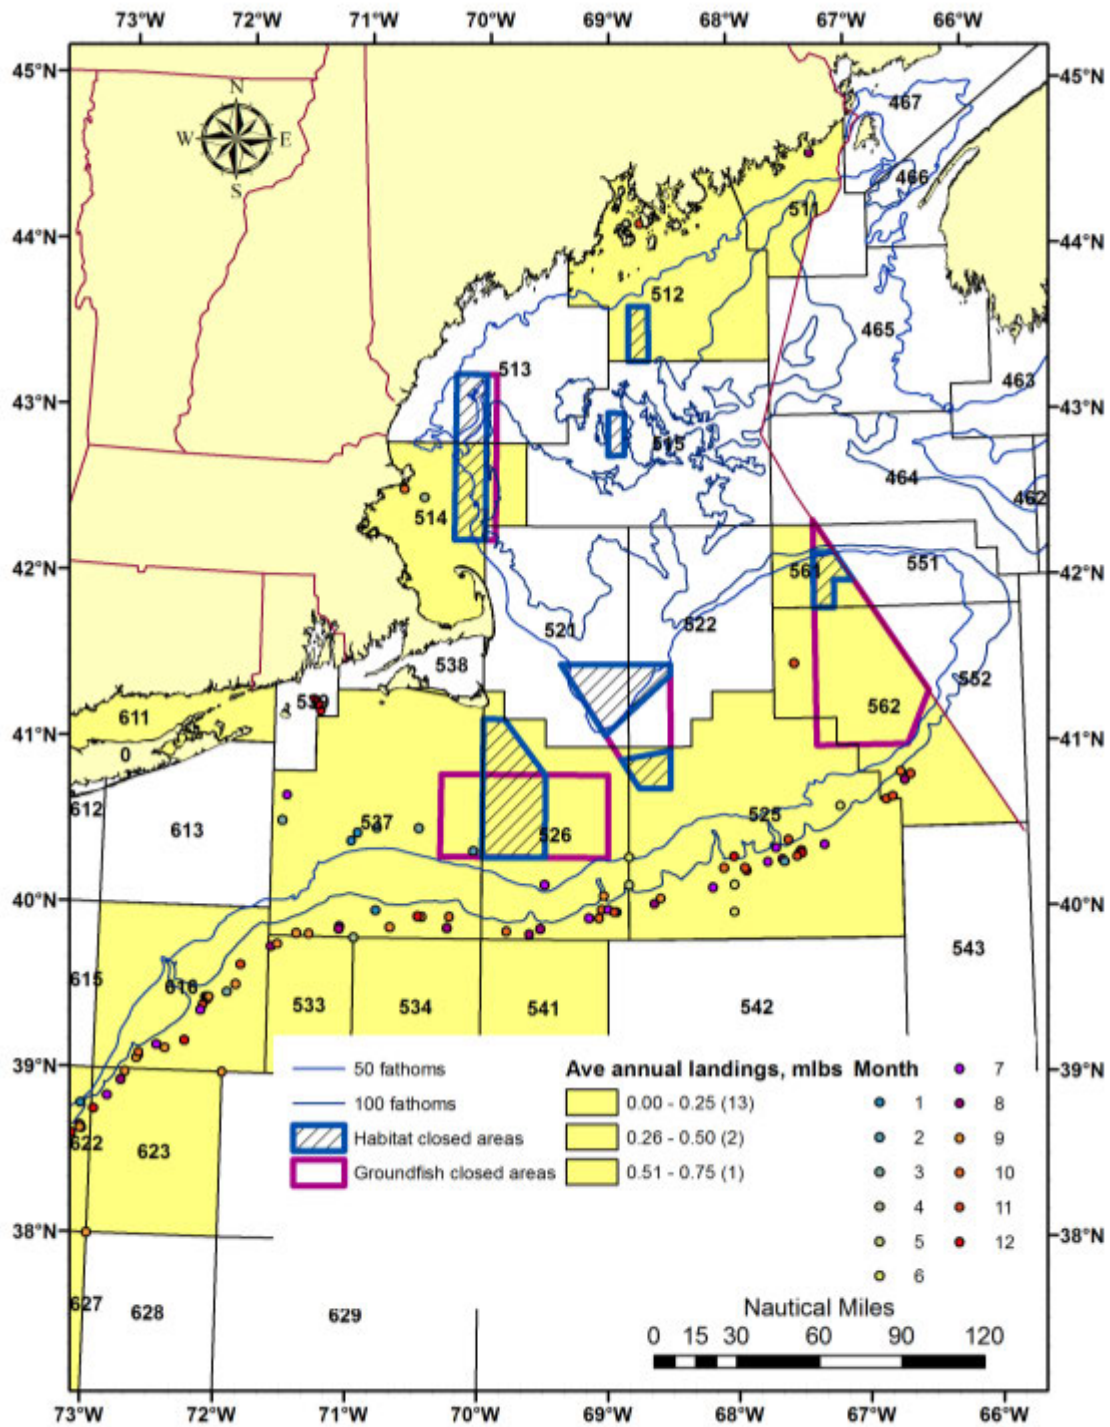 73°W 72°W 71°W 70°W 69°W 68°W 67°W 66°W
45°N 45°N
N
W E
S
467
466
511
44°N 44°N
512
465
513
463
43°N 43°N
515
464
462
514
42°N 561 551 42°N
521 522
538
552
539
611 562
41°N 41°N
0
612
613 537 526 525
40°N 40°N
543
615 616
533 534 541 542
39°N 39°N
50 fathoms
100 fathoms
Habitat closed areas
Groundfish closed areas
Ave annual landings, mlbs
0.00 - 0.25 (13)
0.26 - 0.50 (2)
0.51 - 0.75 (1)
Month
1
2
3
4
5
6
7
8
9
10
11
12
622
623
38°N 38°N
627
628 629
Nautical Miles
0 15 30 60 90 120
73°W 72°W 71°W 70°W 69°W 68°W 67°W 66°W